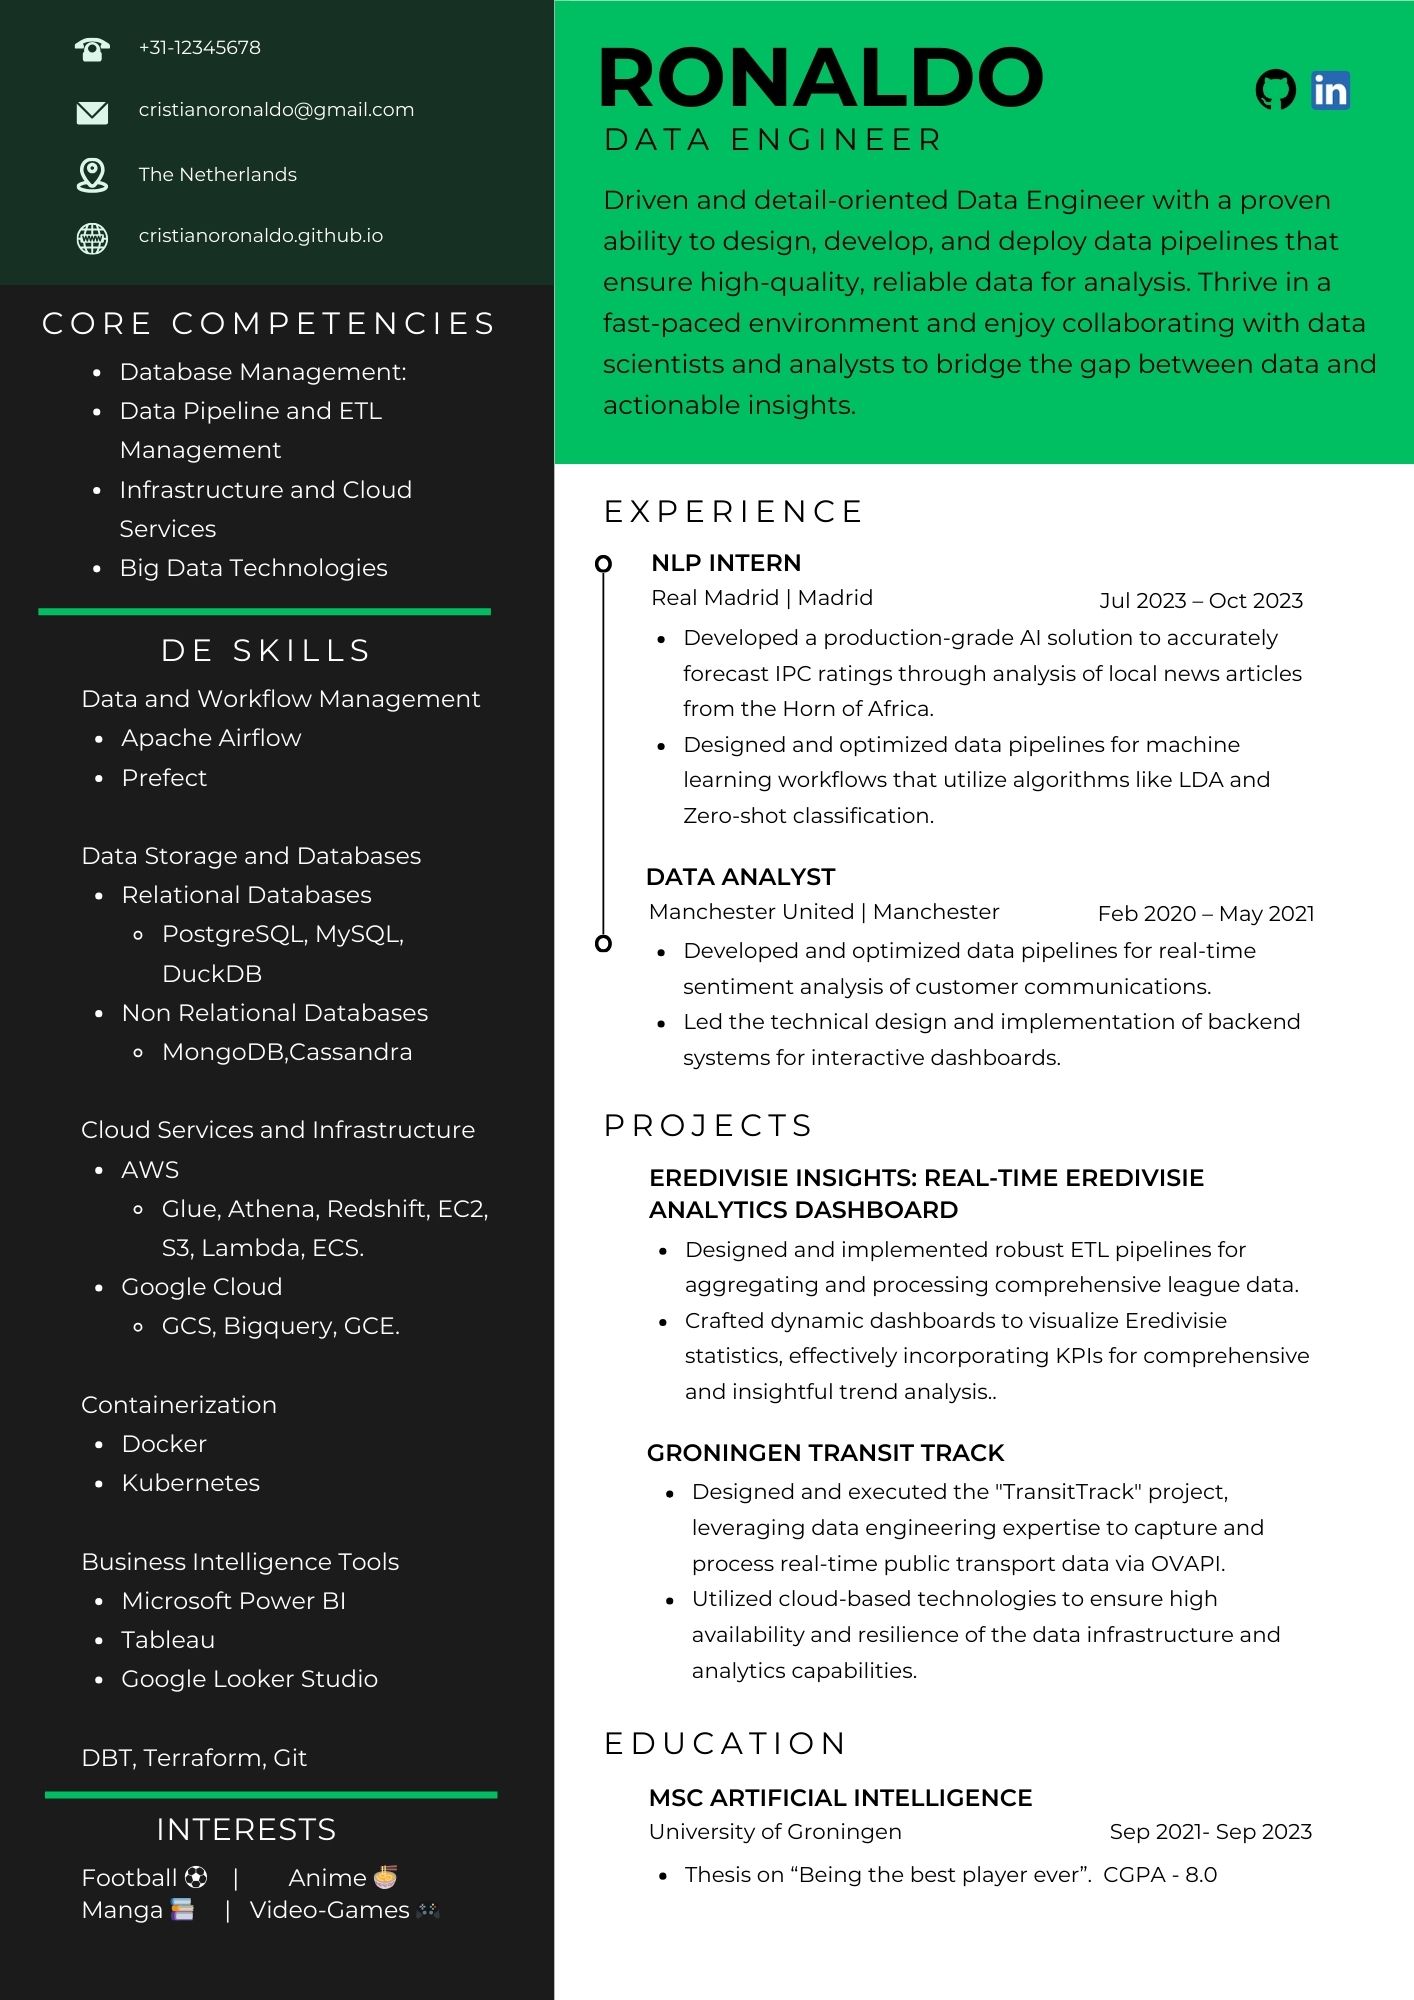 +31-12345678
cristianoronaldo@gmail.com
The Netherlands
cristianoronaldo.github.io
CORE COMPETENCIES
• Database Management:
• Data Pipeline and ETL
Management
• Infrastructure and Cloud
Services
• Big Data Technologies
DE SKILLS
Data and Workflow Management
• Apache Airflow
• Prefect
Data Storage and Databases
• Relational Databases
◦ PostgreSQL, MySQL,
DuckDB
• Non Relational Databases
◦ MongoDB,Cassandra
Cloud Services and Infrastructure
• AWS
◦ Glue, Athena, Redshift, EC2,
S3, Lambda, ECS.
• Google Cloud
◦ GCS, Bigquery, GCE.
Containerization
• Docker
• Kubernetes
Business Intelligence Tools
• Microsoft Power BI
• Tableau
• Google Looker Studio
DBT, Terraform, Git
INTERESTS
Football ⚽ | Anime 🍜
Manga 📚 | Video-Games 🎮
RONALDO
in
DATA ENGINEER
Driven and detail-oriented Data Engineer with a proven
ability to design, develop, and deploy data pipelines that
ensure high-quality, reliable data for analysis. Thrive in a
fast-paced environment and enjoy collaborating with data
scientists and analysts to bridge the gap between data and
actionable insights.
EXPERIENCE
NLP INTERN
Real Madrid | Madrid Jul 2023 – Oct 2023
• Developed a production-grade AI solution to accurately
forecast IPC ratings through analysis of local news articles
from the Horn of Africa.
• Designed and optimized data pipelines for machine
learning workflows that utilize algorithms like LDA and
Zero-shot classification.
DATA ANALYST
Manchester United | Manchester Feb 2020 – May 2021
• Developed and optimized data pipelines for real-time
sentiment analysis of customer communications.
• Led the technical design and implementation of backend
systems for interactive dashboards.
PROJECTS
EREDIVISIE INSIGHTS: REAL-TIME EREDIVISIE
ANALYTICS DASHBOARD
• Designed and implemented robust ETL pipelines for
aggregating and processing comprehensive league data.
• Crafted dynamic dashboards to visualize Eredivisie
statistics, effectively incorporating KPIs for comprehensive
and insightful trend analysis..
GRONINGEN TRANSIT TRACK
• Designed and executed the "TransitTrack" project,
leveraging data engineering expertise to capture and
process real-time public transport data via OVAPI.
• Utilized cloud-based technologies to ensure high
availability and resilience of the data infrastructure and
analytics capabilities.
EDUCATION
MSC ARTIFICIAL INTELLIGENCE
University of Groningen Sep 2021- Sep 2023
• Thesis on “Being the best player ever”. CGPA - 8.0